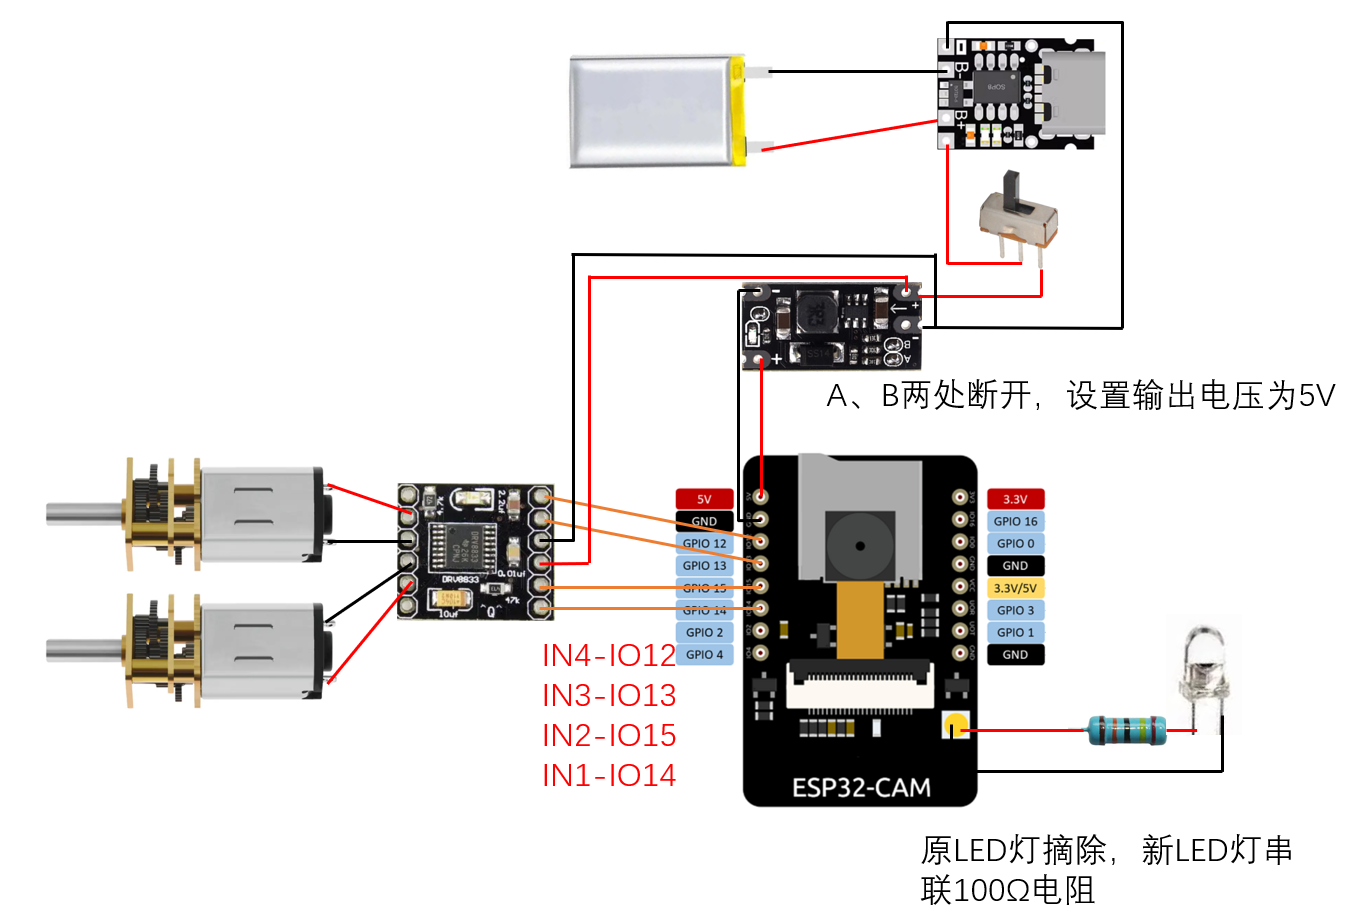 B-
B+
SOP8
+
-
-
B
A
+
SS14
A、B两处断开，设置输出电压为5V
4.7k
2.2uf
DRV8833
DRV8833
0.01uf
47k
10uf
5V
GND
GPIO 12
GPIO 13
GPIO 15
GPIO 14
GPIO 2
GPIO 4
3.3V
GPIO 16
GPIO 0
GND
3.3V/5V
GPIO 3
GPIO 1
GND
IN4-IO12
IN3-IO13
IN2-IO15
IN1-IO14
ESP32-CAM
原LED灯摘除，新LED灯串
联100Ω电阻